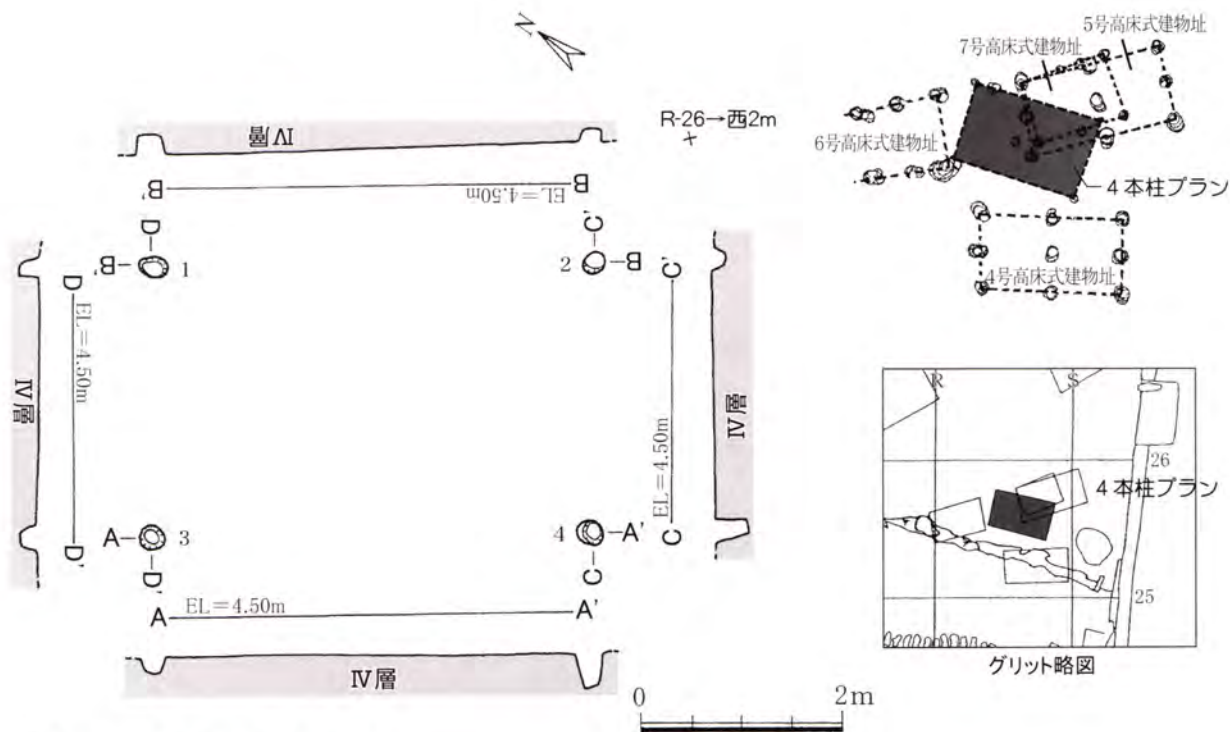 N
IV層
B'
B
EL=4.50m
R-26→西2m
D
C'
B'
1
2
B
D
C'
EL=4.50m
IV層
EL=4.50m
IV層
A
3
4
A'
D'
C
D'
C
A
EL=4.50m
A'
IV層
0
2m
5号高床式建物址
7号高床式建物址
6号高床式建物址
4本柱プラン
4号高床式建物址
R
S
26
4本柱プラン
25
グリット略図